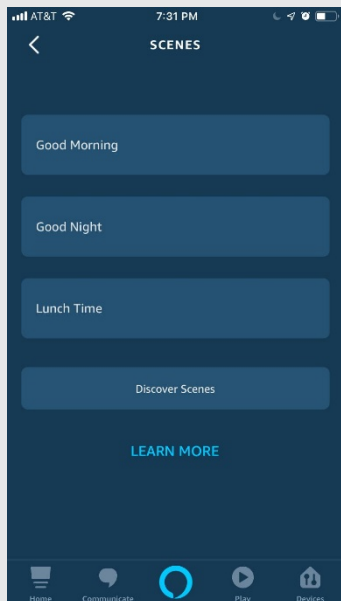 AT&T 7:31 PM
SCENES
Good Morning
Good Night
Lunch Time
Discover Scenes
LEARN MORE
Home Communicate Play Devices